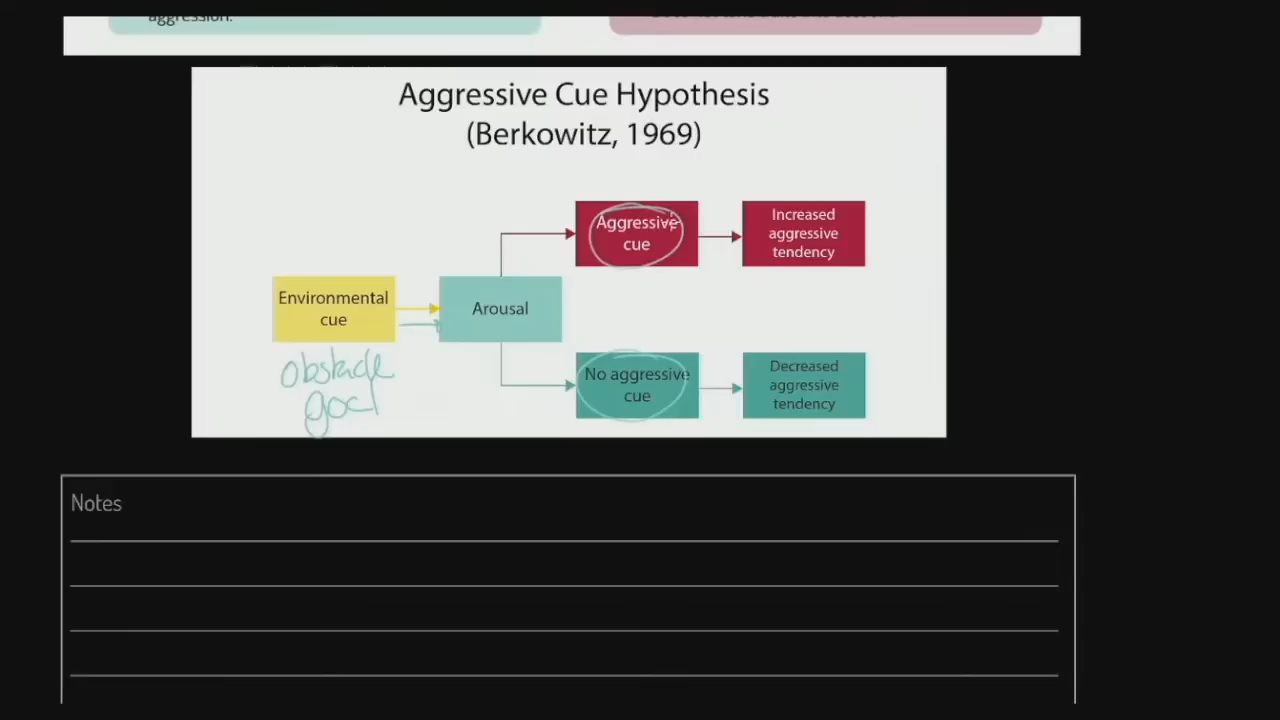 aggression.
Aggressive Cue Hypothesis
(Berkowitz, 1969)
Aggressive
cue
Increased
aggressive
tendency
Environmental
cue
Arousal
obstacle
goal
No aggressive
cue
Decreased
aggressive
tendency
Notes